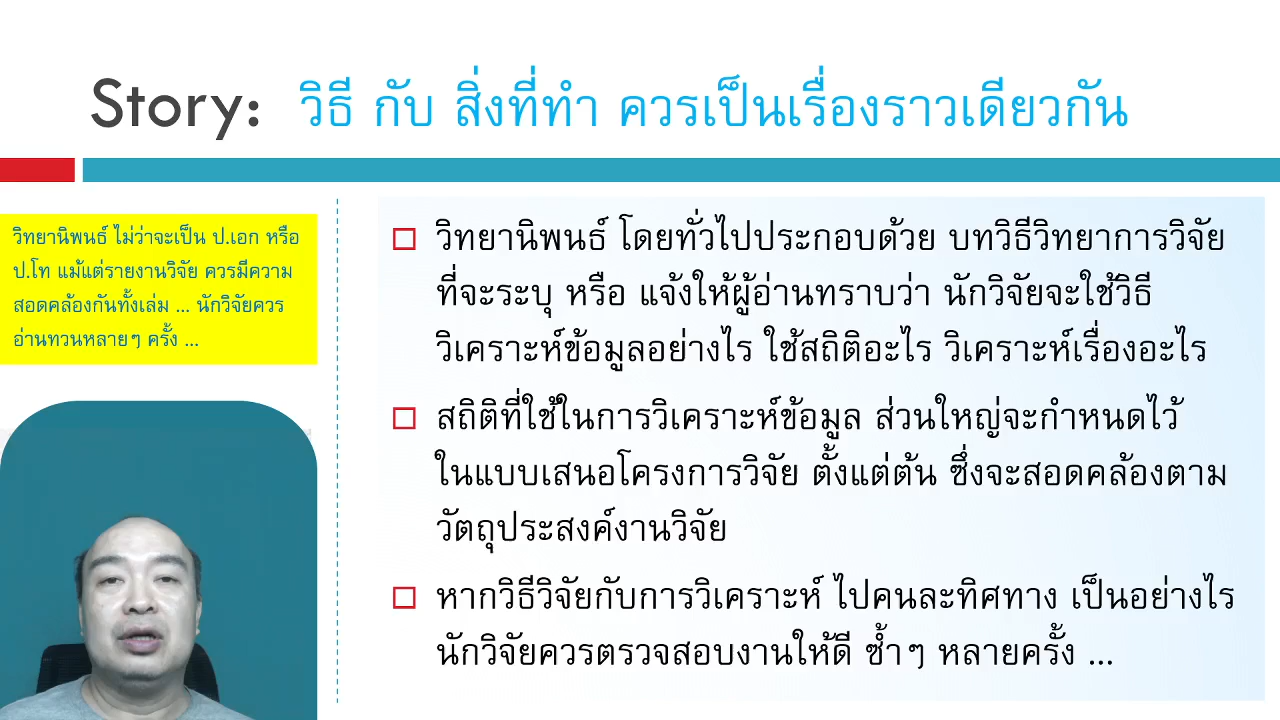 Story: วิธี กับ สิ่งที่ทำ ควรเป็นเรื่องราวเดียวกัน
วิทยานิพนธ์ ไม่ว่าจะเป็น ป.เอก หรือ
ป.โท แม้แต่รายงานวิจัย ควรมีความ
สอดคล้องกันทั้งเล่ม ... นักวิจัยควร
อ่านทวนหลายๆ ครั้ง ...
วิทยานิพนธ์ โดยทั่วไปประกอบด้วย บทวิธีวิทยาการวิจัย
ที่จะระบุ หรือ แจ้งให้ผู้อ่านทราบว่า นักวิจัยจะใช้วิธี
วิเคราะห์ข้อมูลอย่างไร ใช้สถิติอะไร วิเคราะห์เรื่องอะไร
สถิติที่ใช้ในการวิเคราะห์ข้อมูล ส่วนใหญ่จะกำหนดไว้
ในแบบเสนอโครงการวิจัย ตั้งแต่ต้น ซึ่งจะสอดคล้องตาม
วัตถุประสงค์งานวิจัย
หากวิธีวิจัยกับการวิเคราะห์ ไปคนละทิศทาง เป็นอย่างไร
นักวิจัยควรตรวจสอบงานให้ดี ซ้ำๆ หลายครั้ง ...